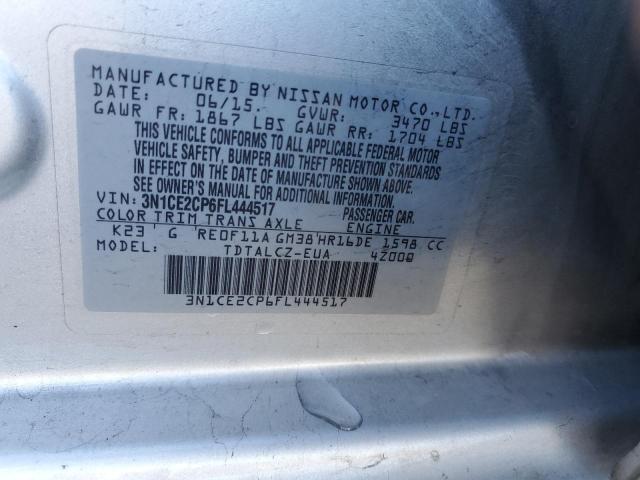 MANUFACTURED BY NISSAN MOTOR CO.,LTD.
DATE: 06/15. GVWR: 3470 LBS
GAWR FR: 1867 LBS GAWR RR: 1704 LBS
THIS VEHICLE CONFORMS TO ALL APPLICABLE FEDERAL MOTOR
VEHICLE SAFETY, BUMPER AND THEFT PREVENTION STANDARDS
IN EFFECT ON THE DATE OF MANUFACTURE SHOWN ABOVE.
SEE OWNER'S MANUAL FOR ADDITIONAL INFORMATION.
VIN: 3N1CE2CP6FL444517 PASSENGER CAR.
COLOR TRIM TRANS AXLE ENGINE
K23 G RE0F11A GM38 HR16DE 1598 CC
MODEL: TDTALCZ-EUA 4Z000
3N1CE2CP6FL444517